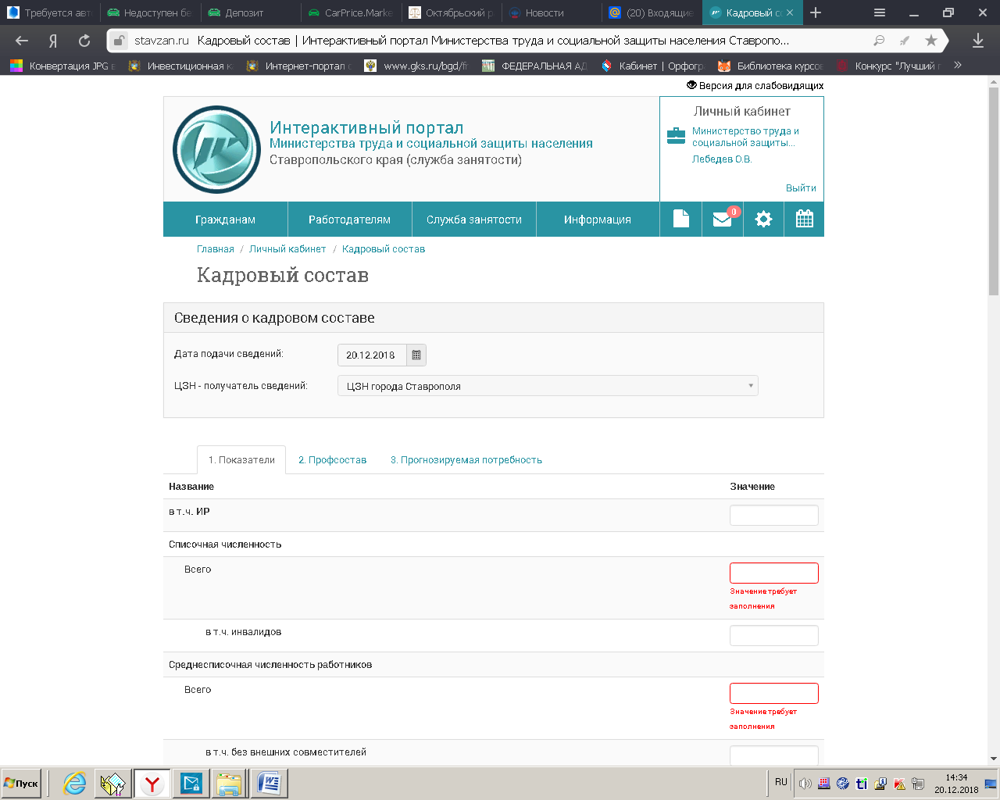 Требуется авт
Недоступен бе
Депозит
CarPrice.Marke
Октябрьский р
Новости
(20) Входящие
Кадровый со
Я
stavzan.ru Кадровый состав | Интерактивный портал Министерства труда и социальной защиты населения Ставропо...
Конвертация JPG в
Инвестиционная к
Интернет-портал о
www.gks.ru/bgd/fr
ФЕДЕРАЛЬНАЯ АД
Кабинет | Орфогр
Библиотека курсов
Конкурс "Лучший п
Версия для слабовидящих
Интерактивный портал
Министерства труда и социальной защиты населения
Ставропольского края (служба занятости)
Личный кабинет
Министерство труда и
социальной защиты...
Лебедев О.В.
Выйти
Гражданам Работодателям Служба занятости Информация 0
Главная / Личный кабинет / Кадровый состав
Кадровый состав
Сведения о кадровом составе
Дата подачи сведений: 20.12.2018
ЦЗН - получатель сведений: ЦЗН города Ставрополя
1. Показатели 2. Профсостав 3. Прогнозируемая потребность
Название Значение
в т.ч. ИР
Списочная численность
Всего
Значение требует
заполнения
в т.ч. инвалидов
Среднесписочная численность работников
Всего
Значение требует
заполнения
в т.ч. без внешних совместителей
Пуск
RU
14:34
20.12.2018